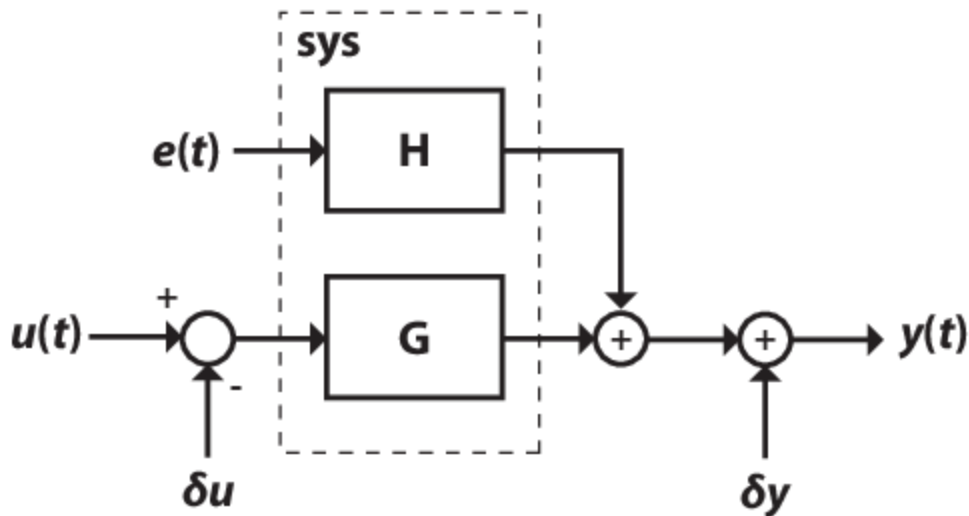 sys
e(t)
H
+
u(t)
G
+
+
y(t)
-
δu
δy